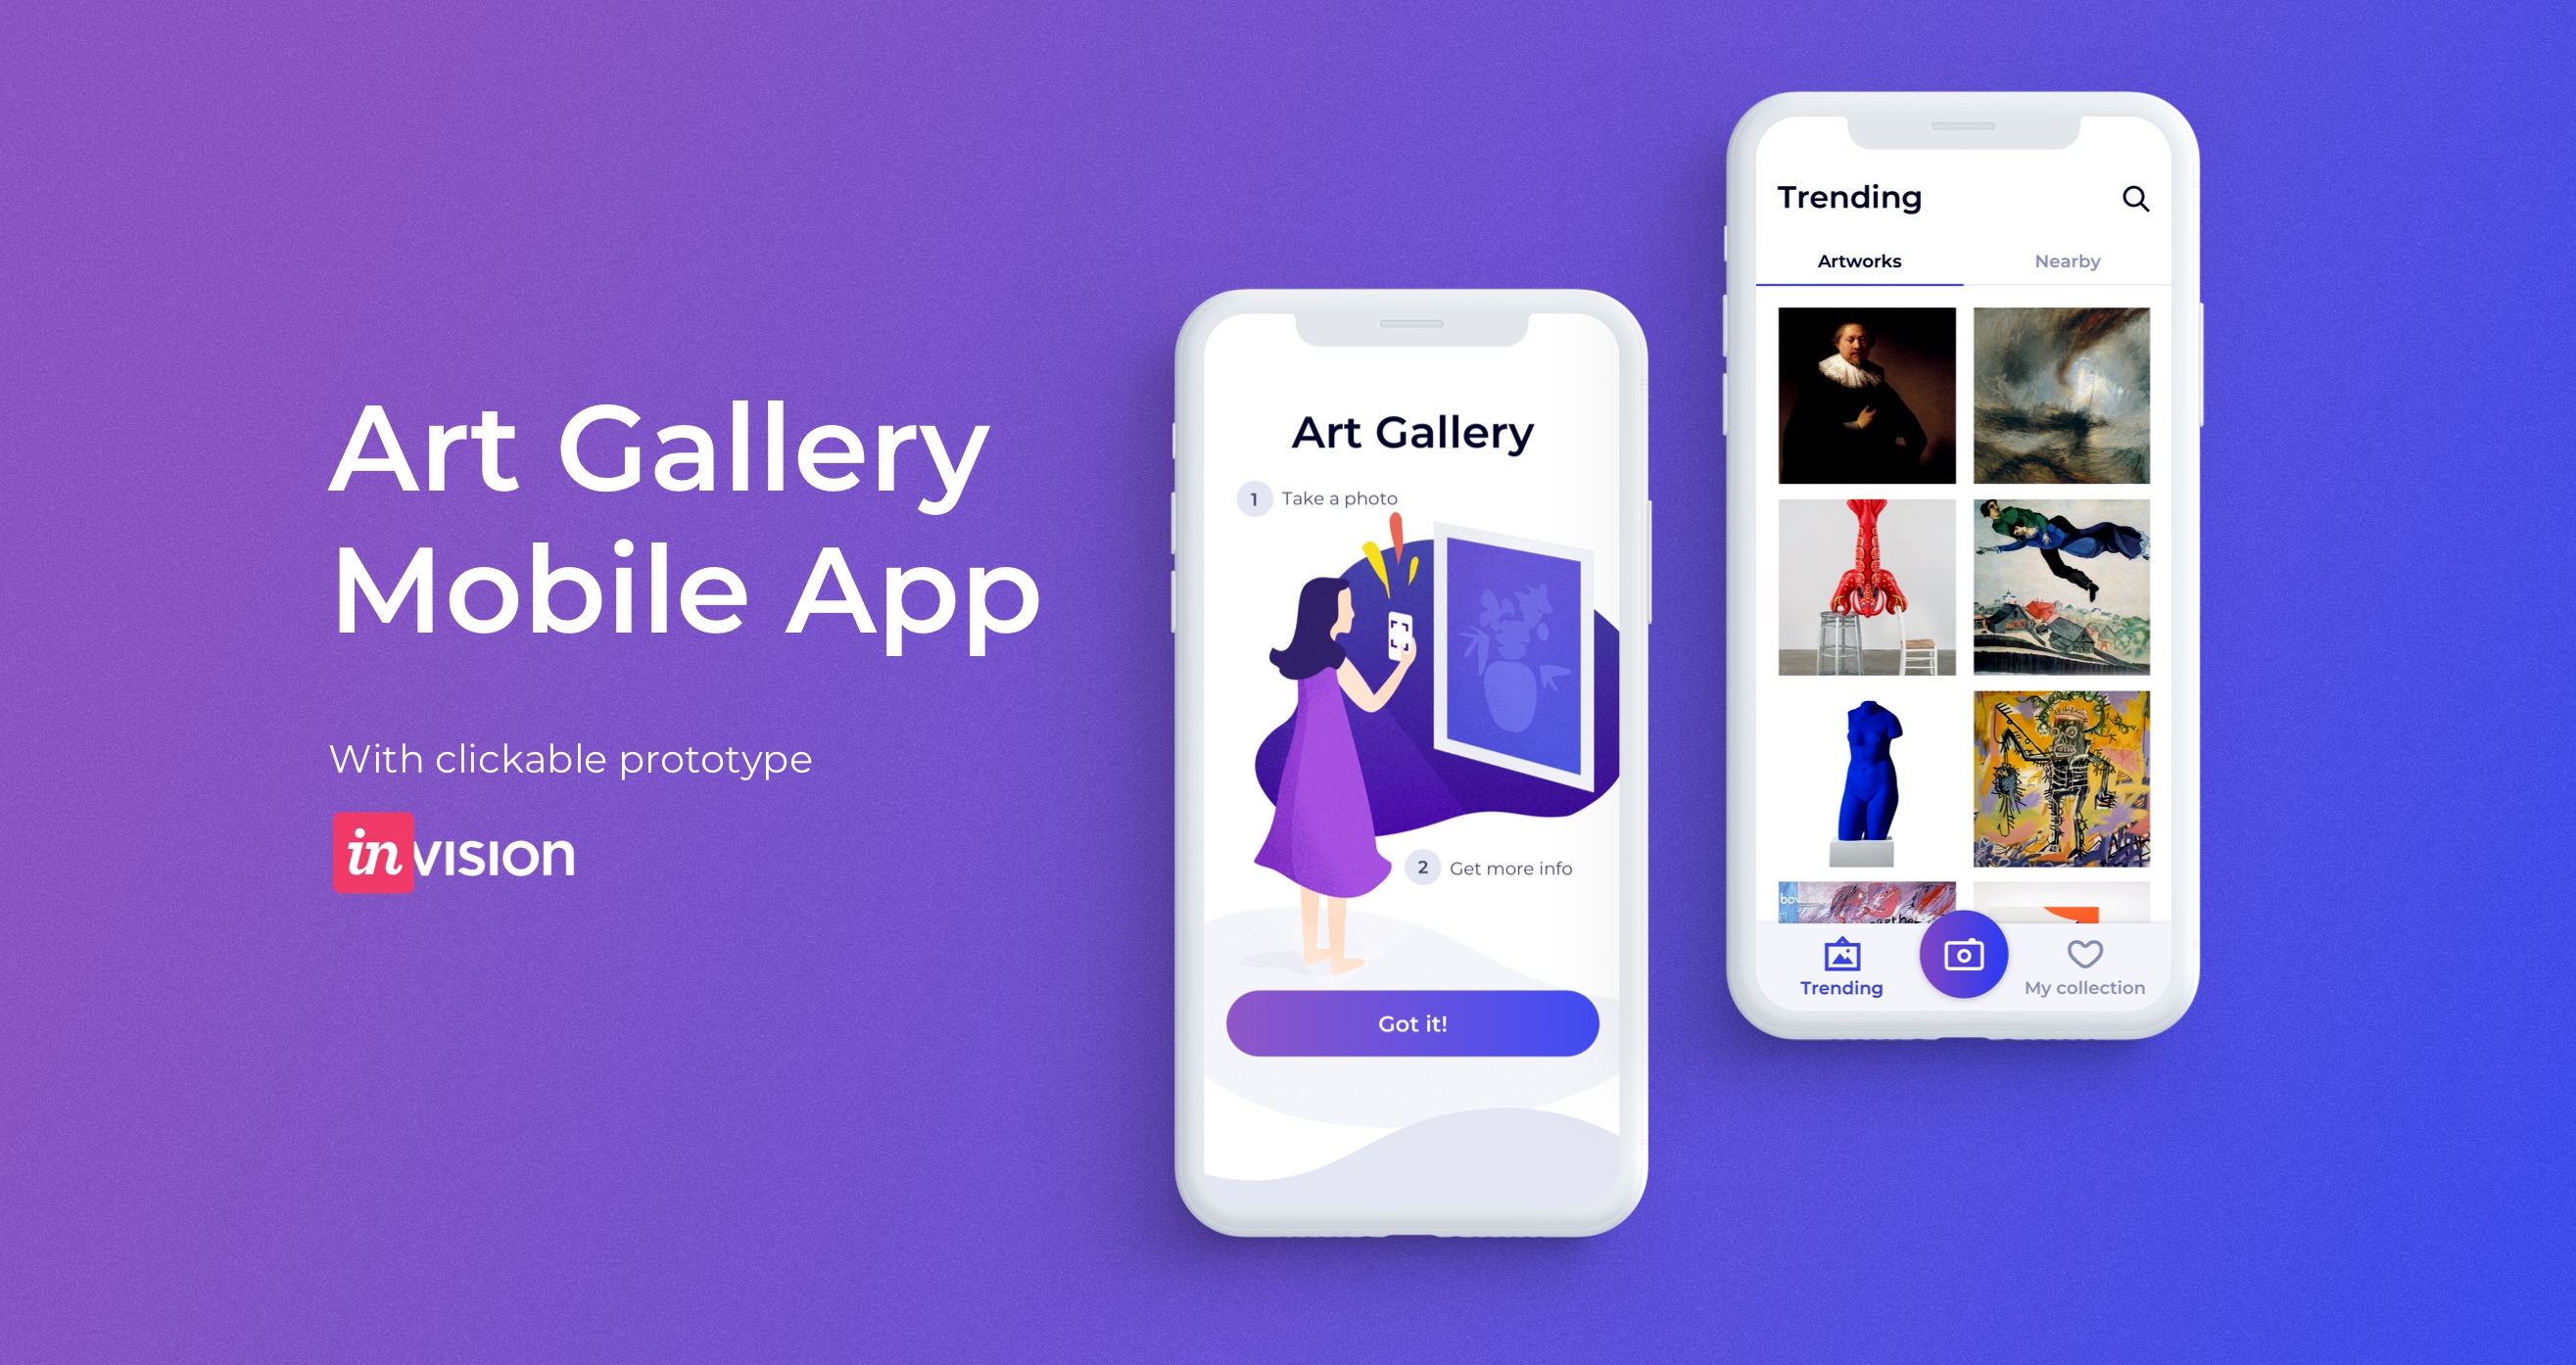 Art Gallery
Mobile App
With clickable prototype
invision
Art Gallery
1 Take a photo
2 Get more info
Got it!
Trending
Artworks Nearby
bov
Trending My collection